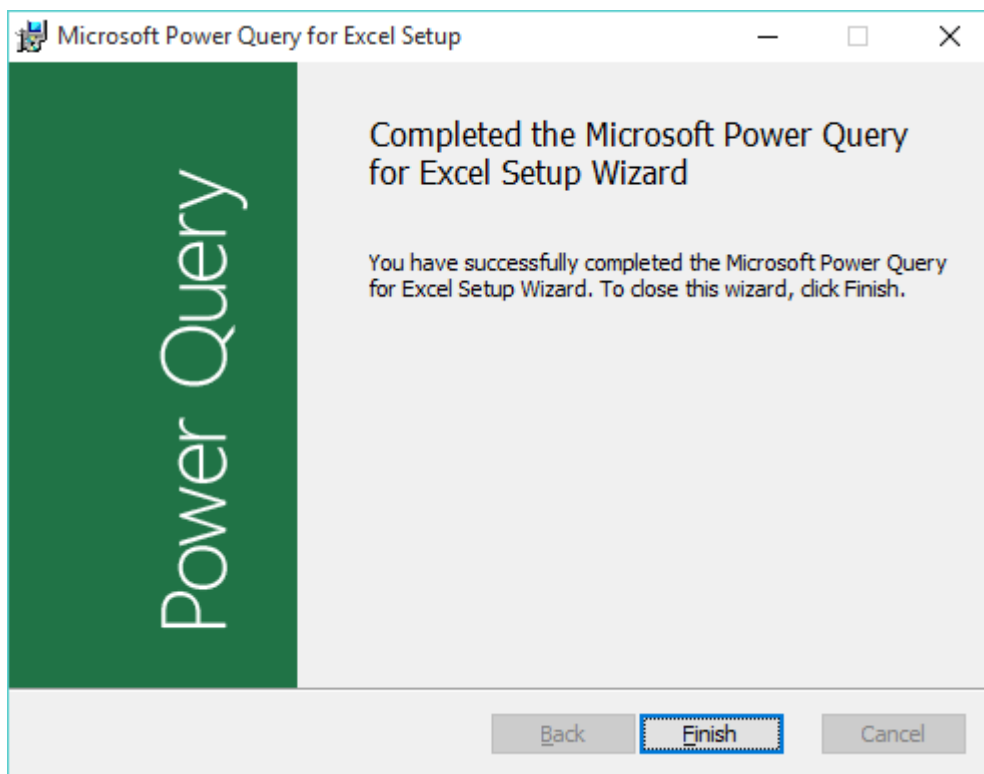 Microsoft Power Query for Excel Setup
Power Query
Completed the Microsoft Power Query
for Excel Setup Wizard
You have successfully completed the Microsoft Power Query
for Excel Setup Wizard. To close this wizard, click Finish.
Back
Finish
Cancel